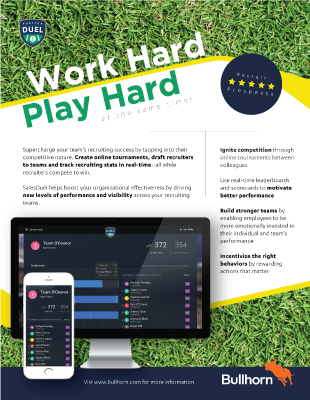 DUEL
Work Hard
Play Hard
at the same time!
Recruit
Prospects
Supercharge your team's recruiting success by tapping into their
competitive nature. Create online tournaments, draft recruiters
to teams and track recruiting stats in real-time - all while
recruiters compete to win.
SalesDuel helps boost your organizational effectiveness by driving
new levels of performance and visibility across your recruiting
teams.
Ignite competition through
online tournaments between
colleagues
Use real-time leaderboards
and scorecards to motivate
better performance
Build stronger teams by
enabling employees to be
more emotionally invested in
their individual and team's
performance
Incentivize the right
behaviors by rewarding
actions that matter
DUEL
Team O'Connor
372
354
Team O'Connor
372
Visit www.bullhorn.com for more information
Bullhorn